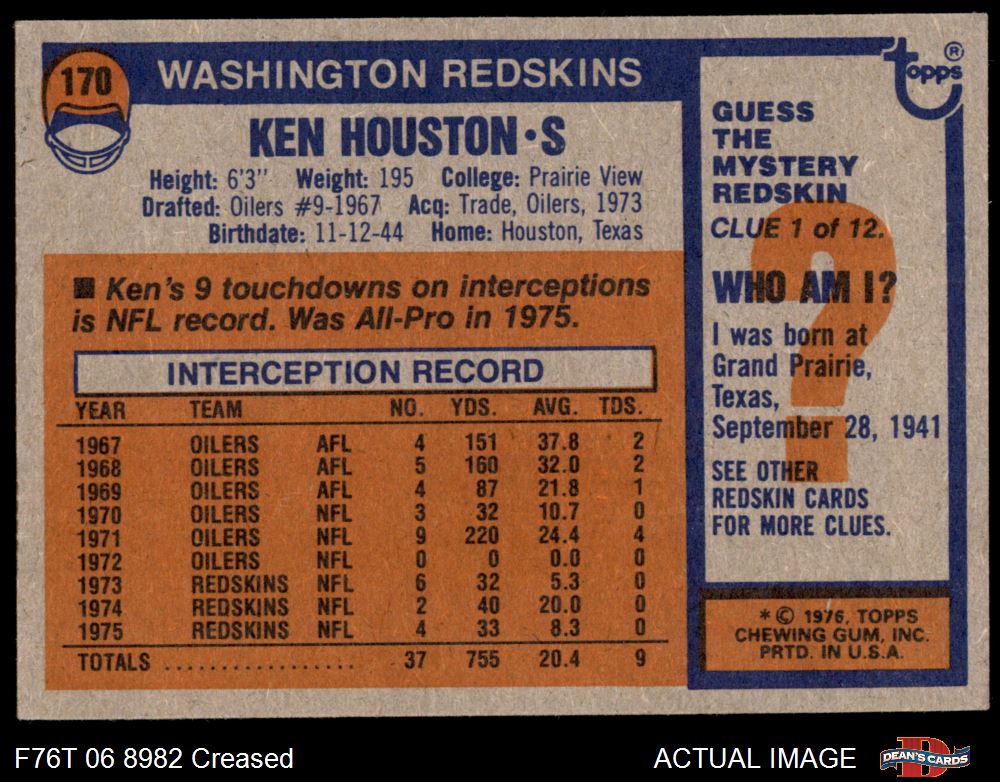 170
WASHINGTON REDSKINS
KEN HOUSTON • S
Height: 6'3" Weight: 195 College: Prairie View
Drafted: Oilers #9-1967 Acq: Trade, Oilers, 1973
Birthdate: 11-12-44 Home: Houston, Texas
■ Ken's 9 touchdowns on interceptions
is NFL record. Was All-Pro in 1975.
INTERCEPTION RECORD
YEAR TEAM NO. YDS. AVG. TDS.
1967 OILERS AFL 4 151 37.8 2
1968 OILERS AFL 5 160 32.0 2
1969 OILERS AFL 4 87 21.8 1
1970 OILERS NFL 3 32 10.7 0
1971 OILERS NFL 9 220 24.4 4
1972 OILERS NFL 0 0 0.0 0
1973 REDSKINS NFL 6 32 5.3 0
1974 REDSKINS NFL 2 40 20.0 0
1975 REDSKINS NFL 4 33 8.3 0
TOTALS .................. 37 755 20.4 9
topps ®
GUESS
THE
MYSTERY
REDSKIN
CLUE 1 of 12.
WHO AM I?
?
I was born at
Grand Prairie,
Texas,
September 28, 1941
SEE OTHER
REDSKIN CARDS
FOR MORE CLUES.
* © 1976, TOPPS
CHEWING GUM, INC.
PRTD. IN U.S.A.
F76T 06 8982 Creased
ACTUAL IMAGE
D
DEAN'S CARDS